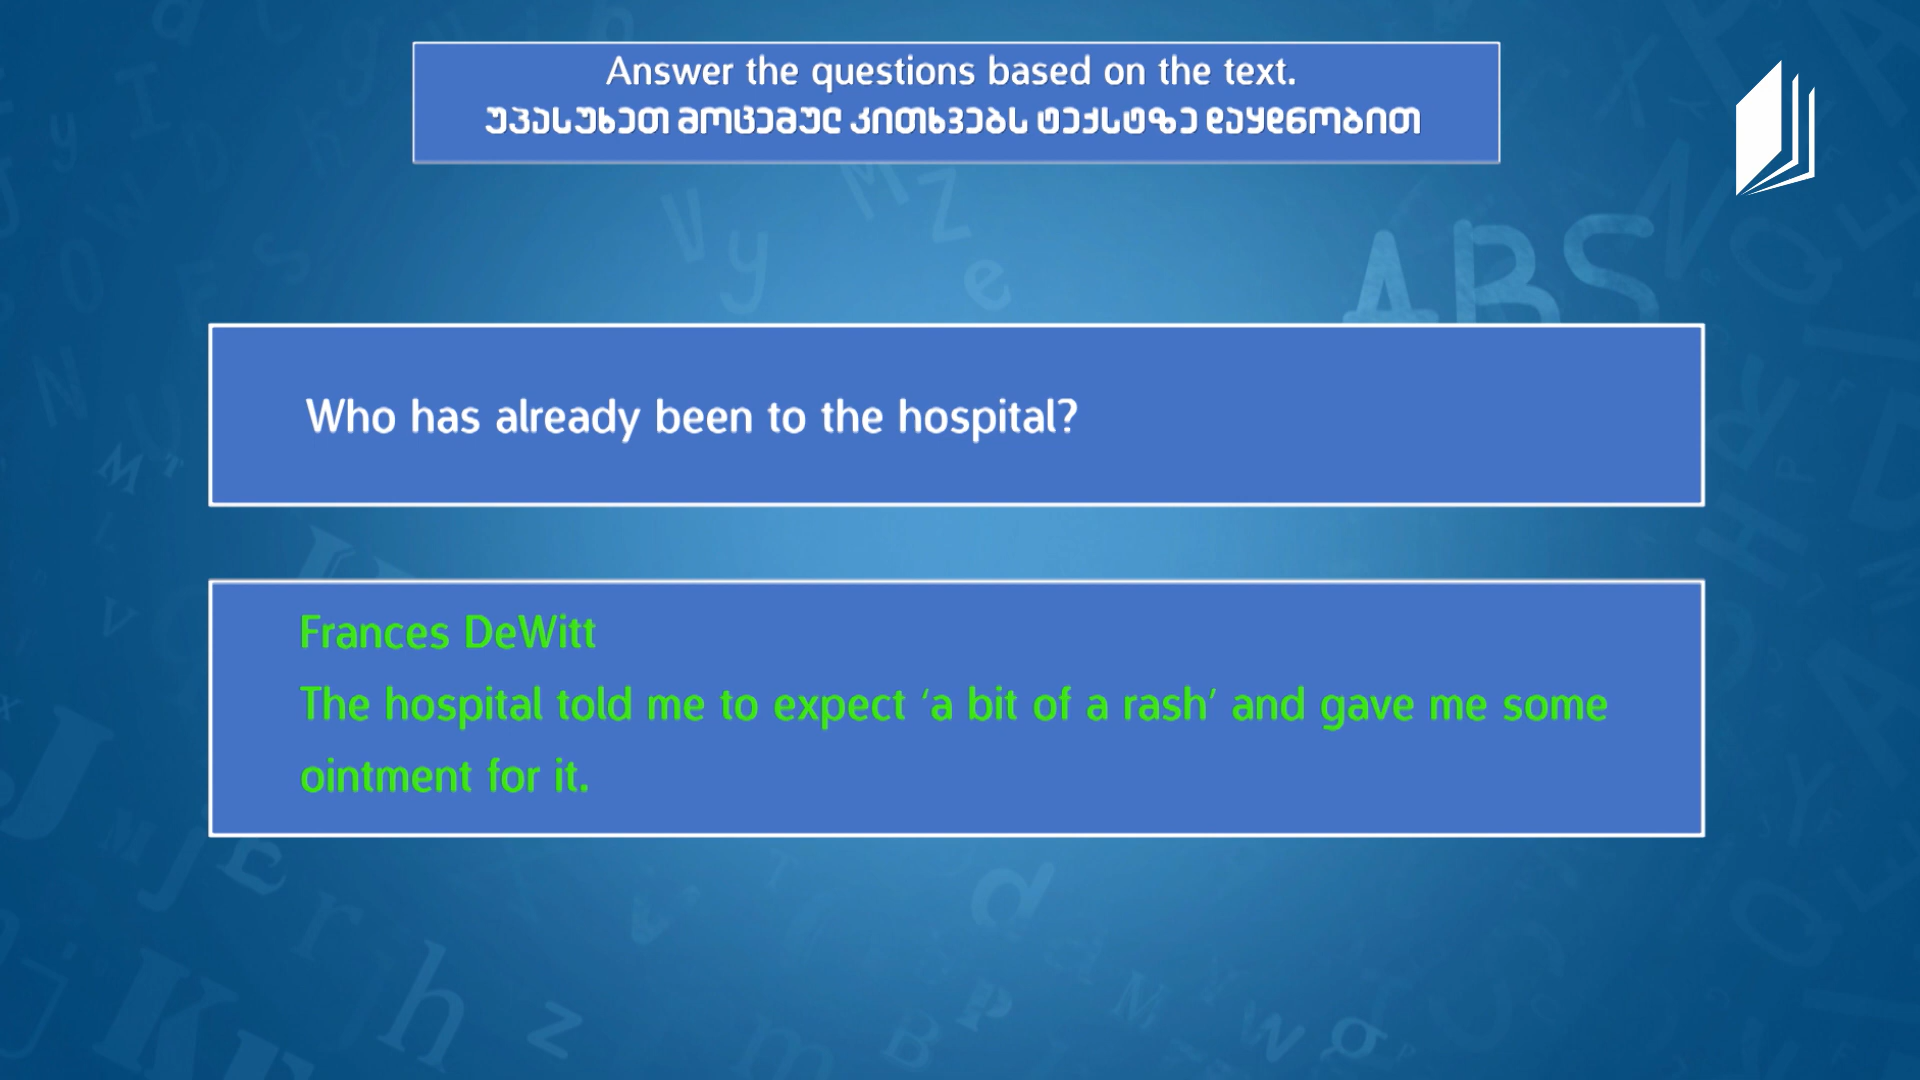 Answer the questions based on the text.
უპასუხეთ მოცემულ კითხვებს ტექსტზე დაყდნობით
Who has already been to the hospital?
Frances DeWitt
The hospital told me to expect ‘a bit of a rash’ and gave me some
ointment for it.